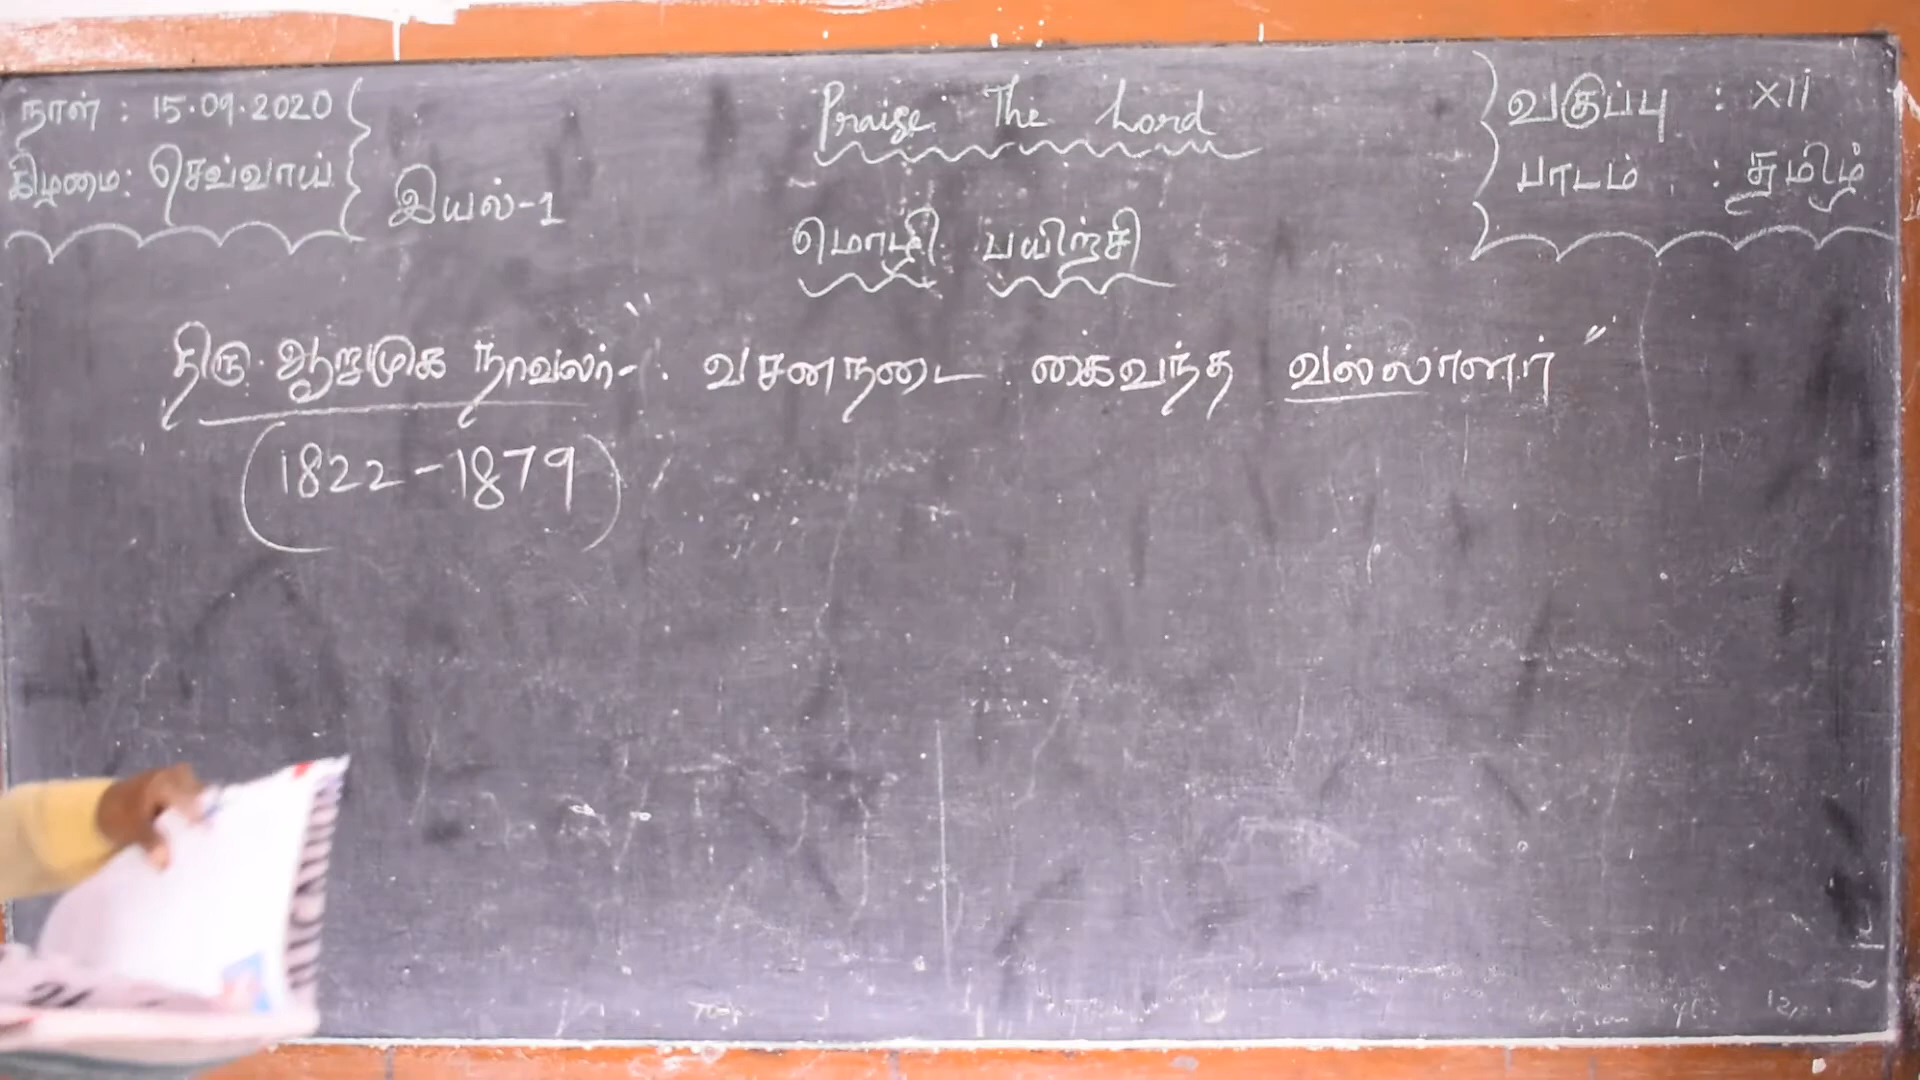 நாள் : 15.09.2020
கிழமை: செவ்வாய்
Praise The Lord
வகுப்பு : XII
பாடம் : தமிழ்
இயல்-1
மொழி பயிற்சி
திரு. ஆறுமுக நாவலர்- "வசனநடை கைவந்த வல்லாளர்"
(1822-1879)